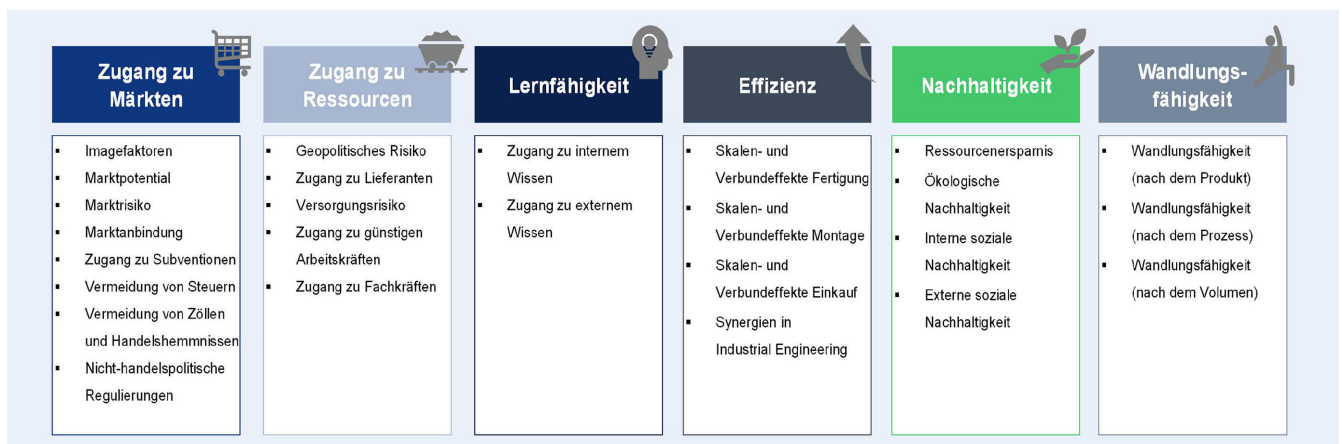 Zugang zu
Märkten
▪ Imagefaktoren
▪ Marktpotential
▪ Marktrisiko
▪ Marktanbindung
▪ Zugang zu Subventionen
▪ Vermeidung von Steuern
▪ Vermeidung von Zöllen
und Handelshemmnissen
▪ Nicht-handelspolitische
Regulierungen
Zugang zu
Ressourcen
▪ Geopolitisches Risiko
▪ Zugang zu Lieferanten
▪ Versorgungsrisiko
▪ Zugang zu günstigen
Arbeitskräften
▪ Zugang zu Fachkräften
Lernfähigkeit
▪ Zugang zu internem
Wissen
▪ Zugang zu externem
Wissen
Effizienz
▪ Skalen- und
Verbundeffekte Fertigung
▪ Skalen- und
Verbundeffekte Montage
▪ Skalen- und
Verbundeffekte Einkauf
▪ Synergien in
Industrial Engineering
Nachhaltigkeit
▪ Ressourcenersparnis
▪ Ökologische
Nachhaltigkeit
▪ Interne soziale
Nachhaltigkeit
▪ Externe soziale
Nachhaltigkeit
Wandlungs-
fähigkeit
▪ Wandlungsfähigkeit
(nach dem Produkt)
▪ Wandlungsfähigkeit
(nach dem Prozess)
▪ Wandlungsfähigkeit
(nach dem Volumen)